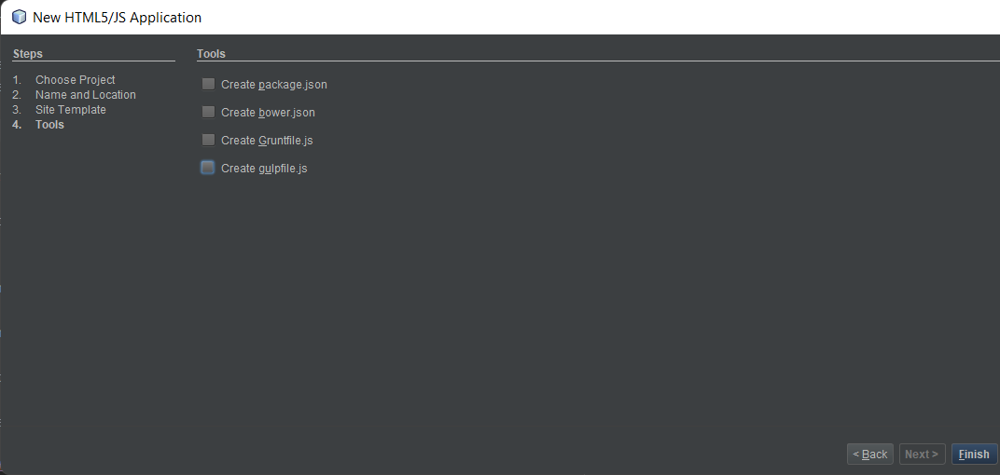 New HTML5/JS Application
Steps
1. Choose Project
2. Name and Location
3. Site Template
4. Tools
Tools
Create package.json
Create bower.json
Create Gruntfile.js
Create gulpfile.js
< Back
Next >
Finish